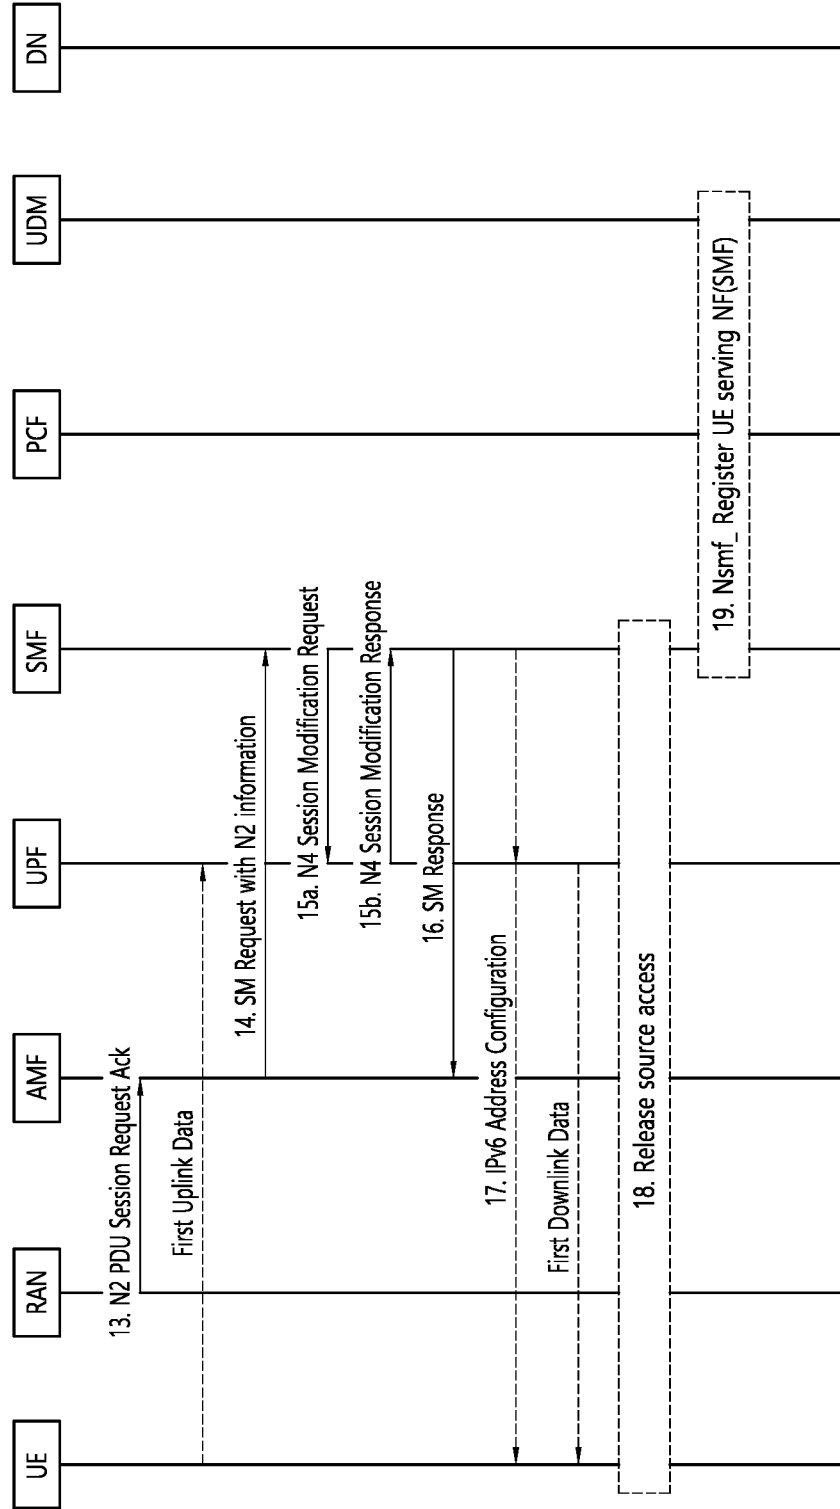 UE
RAN
AMF
UPF
SMF
PCF
UDM
DN
13. N2 PDU Session Request Ack
First Uplink Data
14. SM Request with N2 information
15a. N4 Session Modification Request
15b. N4 Session Modification Response
16. SM Response
17. IPv6 Address Configuration
First Downlink Data
18. Release source access
19. Nsmf_ Register UE serving NF(SMF)